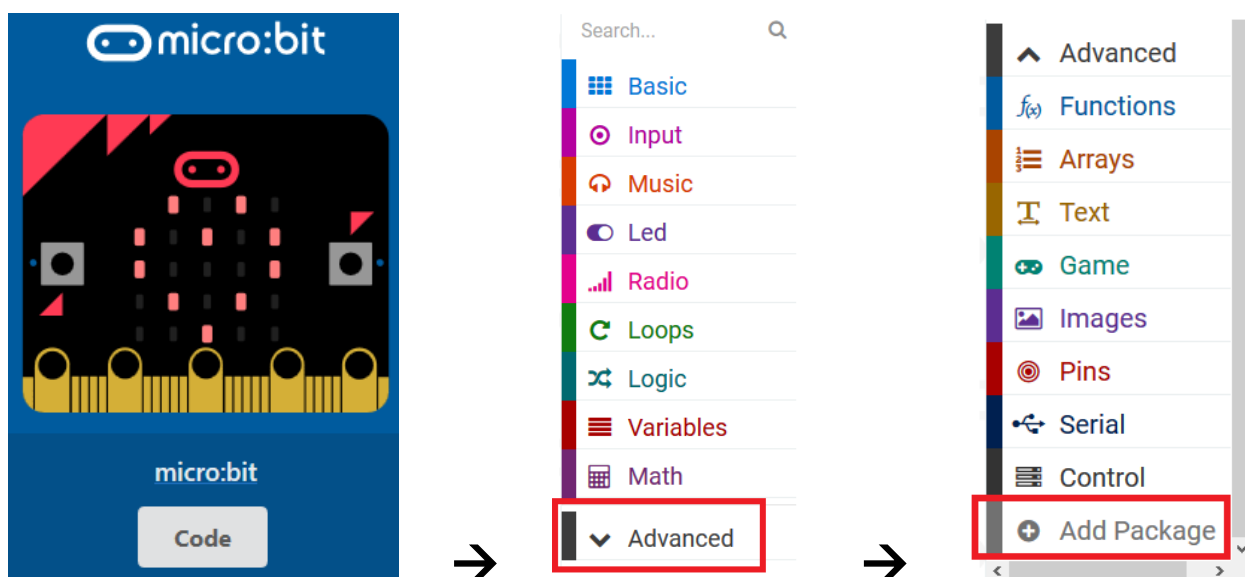 micro:bit
micro:bit
Code
Search...
Basic
Input
Music
Led
Radio
Loops
Logic
Variables
Math
Advanced
Advanced
f(x) Functions
Arrays
T Text
Game
Images
Pins
Serial
Control
Add Package